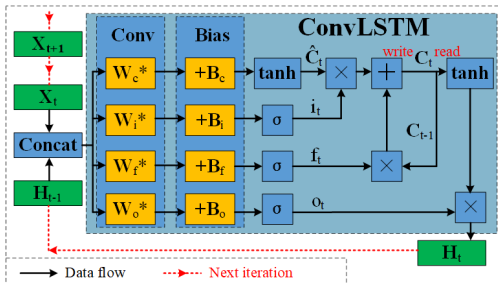 Conv
Bias
ConvLSTM
X_{t+1}
X_t
Concat
H_{t-1}
W_c*
+B_c
tanh
Ĉ_t
×
+
write
C_t
read
tanh
W_i*
+B_i
σ
i_t
C_{t-1}
W_f*
+B_f
σ
f_t
×
W_o*
+B_o
σ
o_t
×
H_t
Data flow
Next iteration